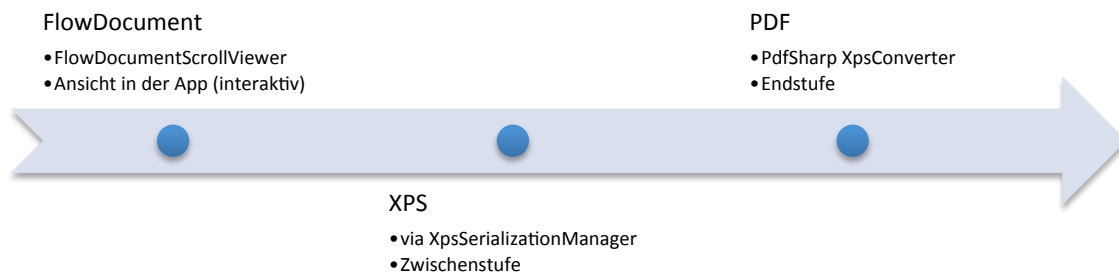 FlowDocument
•FlowDocumentScrollViewer
•Ansicht in der App (interaktiv)
XPS
•via XpsSerializationManager
•Zwischenstufe
PDF
•PdfSharp XpsConverter
•Endstufe